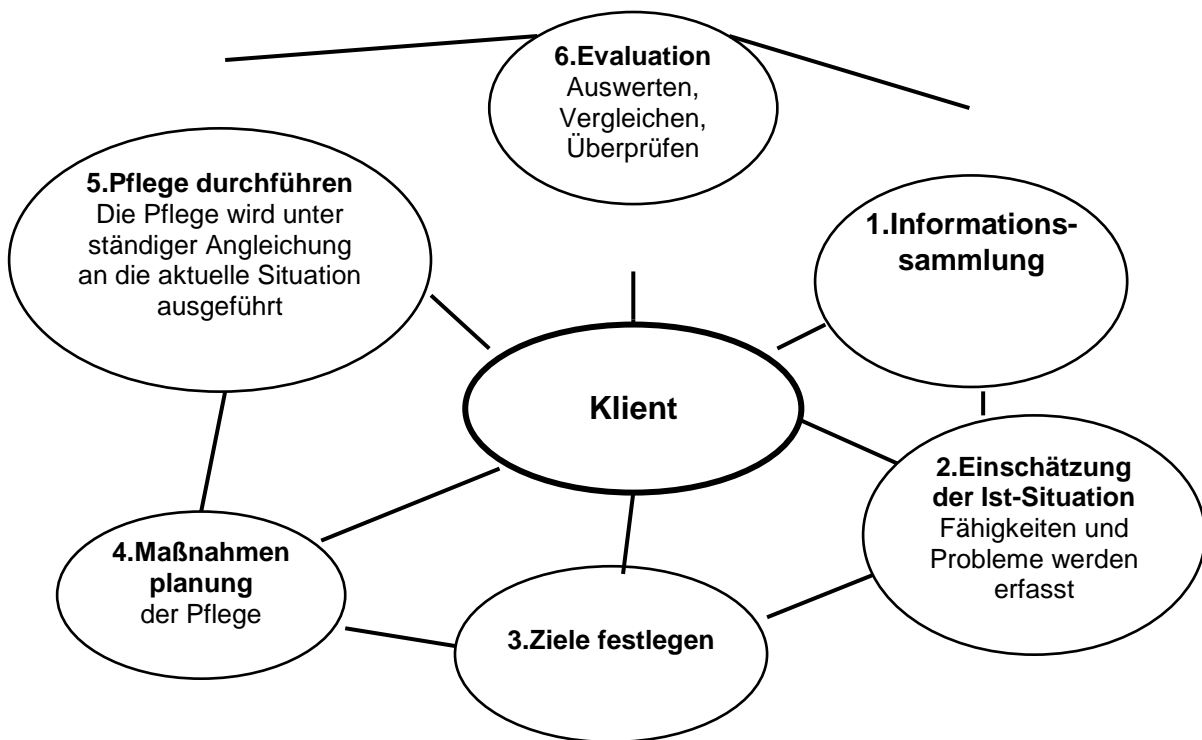 6.Evaluation
Auswerten,
Vergleichen,
Überprüfen
5.Pflege durchführen
Die Pflege wird unter
ständiger Angleichung
an die aktuelle Situation
ausgeführt
1.Informations-
sammlung
Klient
2.Einschätzung
der Ist-Situation
Fähigkeiten und
Probleme werden
erfasst
4.Maßnahmen
planung
der Pflege
3.Ziele festlegen